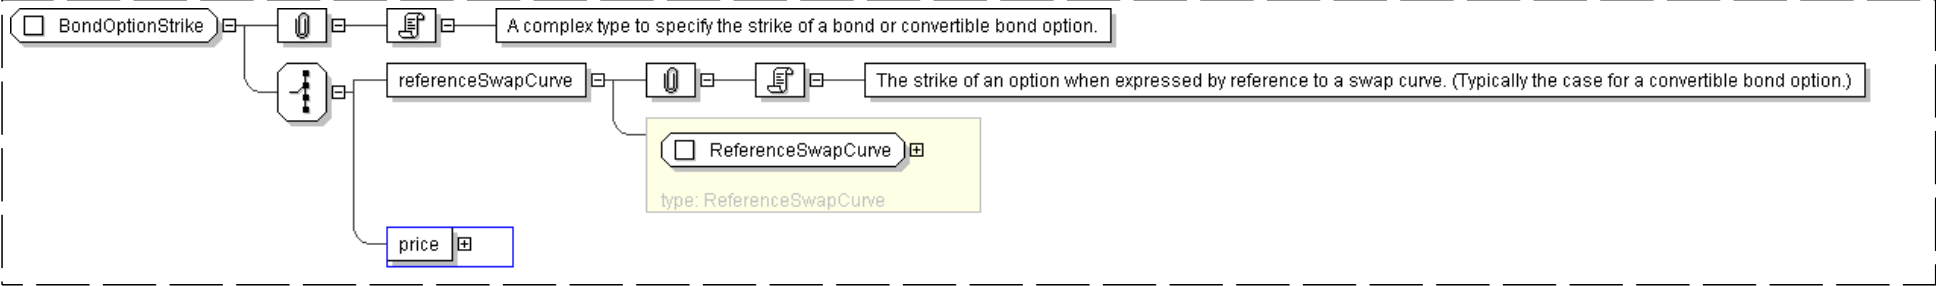 BondOptionStrike
A complex type to specify the strike of a bond or convertible bond option.
referenceSwapCurve
The strike of an option when expressed by reference to a swap curve. (Typically the case for a convertible bond option.)
ReferenceSwapCurve
type: ReferenceSwapCurve
price